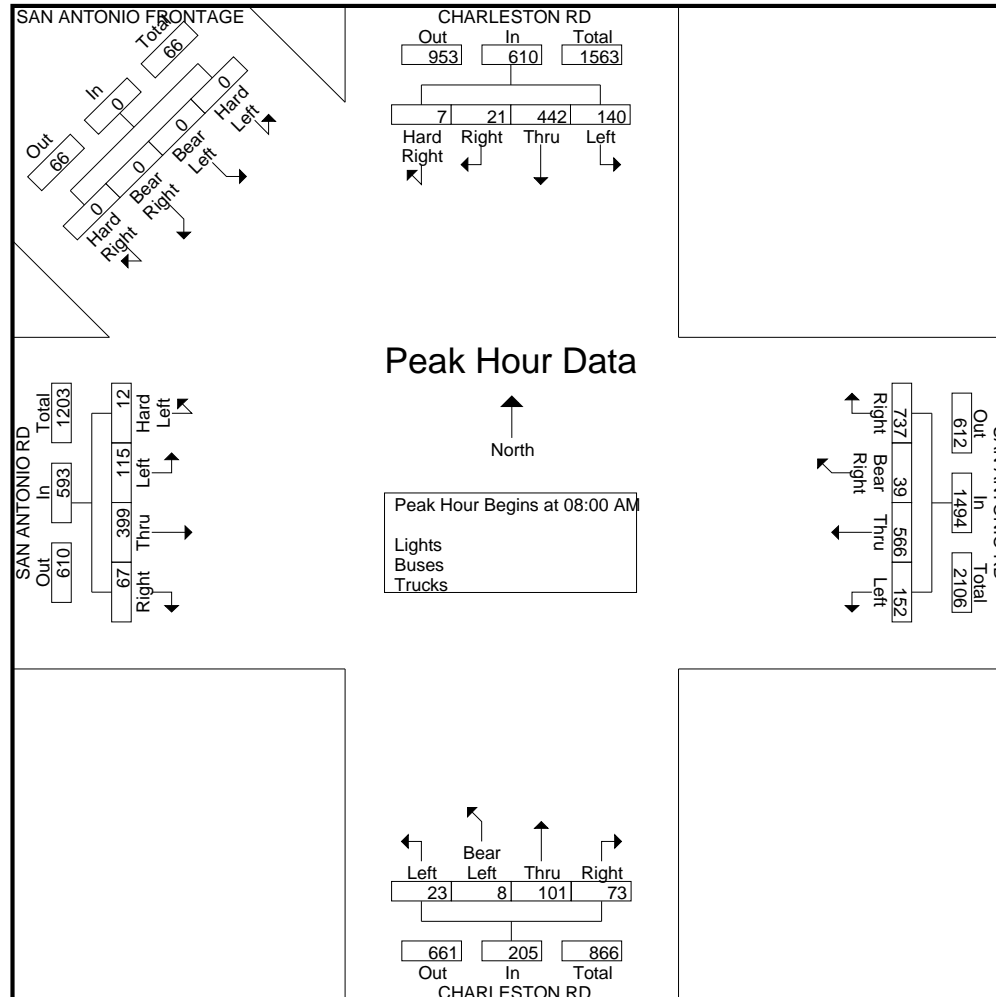 SAN ANTONIO FRONTAGE
Total
66
In
0
Out
66
0
Hard
Left
0
Bear
Left
0
Bear
Right
0
Hard
Right
CHARLESTON RD
Out In Total
953 610 1563
7 21 442 140
Hard
Right
Right Thru Left
Peak Hour Data
North
Peak Hour Begins at 08:00 AM
Lights
Buses
Trucks
SAN ANTONIO RD
Total
1203
In
593
Out
610
12
Hard
Left
115
Left
399
Thru
67
Right
Right
737
Bear
Right
39
Thru
566
Left
152
Out
612
In
1494
Total
2106
SAN ANTONIO RD
Left
Bear
Left
Thru Right
23 8 101 73
661 205 866
Out In Total
CHARLESTON RD